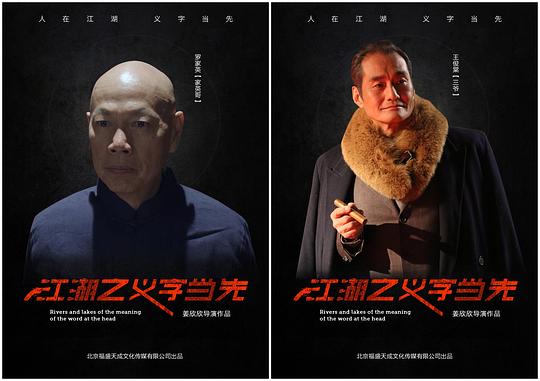 人在江湖 义字当先
罗家英【家英哥】
江湖之义字当先
Rivers and lakes of the meaning
of the word at the head
姜欣欣导演作品
北京福盛天成文化传媒有限公司出品
人在江湖 义字当先
王俊棠【三爷】
江湖之义字当先
Rivers and lakes of the meaning
of the word at the head
姜欣欣导演作品
北京福盛天成文化传媒有限公司出品